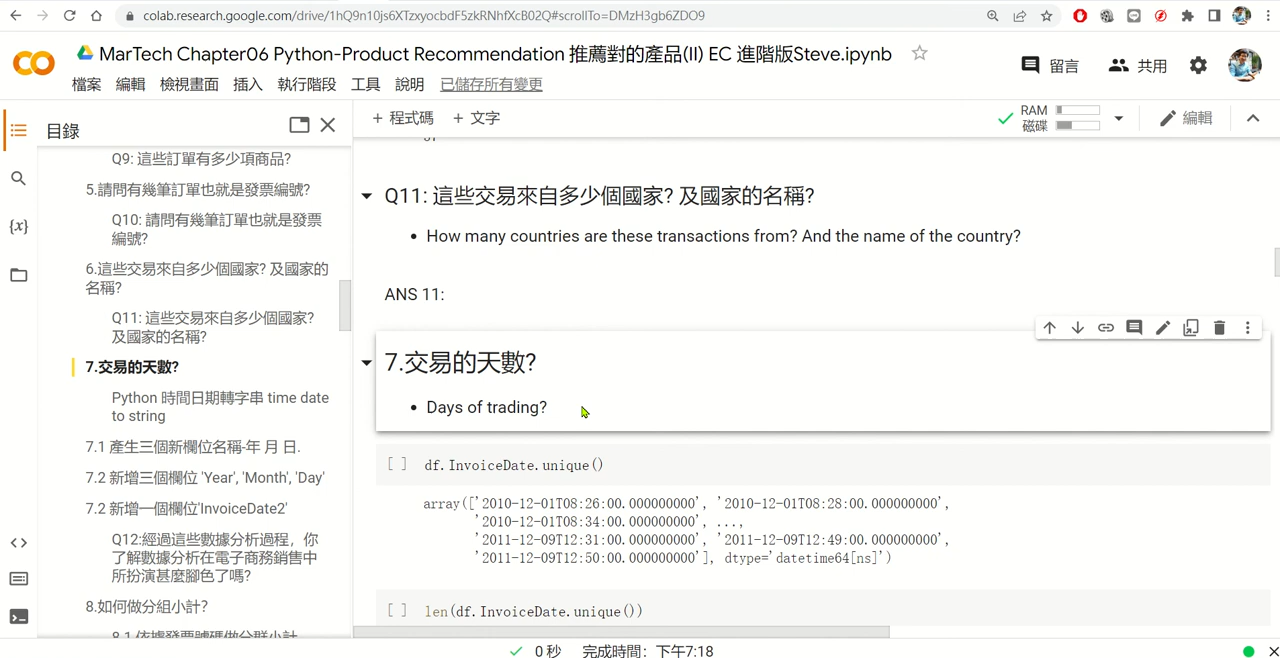 colab.research.google.com/drive/1hQ9n10js6XTzxyocbdF5zkRNhfXcB02Q#scrollTo=DMzH3gb6ZDO9
MarTech Chapter06 Python-Product Recommendation 推薦對的產品(II) EC 進階版Steve.ipynb
留言
共用
檔案 編輯 檢視畫面 插入 執行階段 工具 說明 已儲存所有變更
目錄
+ 程式碼 + 文字
RAM
磁碟
編輯
Q9: 這些訂單有多少項商品?
5.請問有幾筆訂單也就是發票編號?
Q10: 請問有幾筆訂單也就是發票
編號?
6.這些交易來自多少個國家? 及國家的
名稱?
Q11: 這些交易來自多少個國家?
及國家的名稱?
7.交易的天數?
Python 時間日期轉字串 time date
to string
7.1 產生三個新欄位名稱-年 月 日.
7.2 新增三個欄位 'Year', 'Month', 'Day'
7.2 新增一個欄位'InvoiceDate2'
Q12:經過這些數據分析過程，你
了解數據分析在電子商務銷售中
所扮演甚麼腳色了嗎?
8.如何做分組小計?
8.1 依據發票號碼做分群小計
Q11: 這些交易來自多少個國家? 及國家的名稱?
• How many countries are these transactions from? And the name of the country?
ANS 11:
7.交易的天數?
• Days of trading?
[ ] df.InvoiceDate.unique()
array(['2010-12-01T08:26:00.000000000', '2010-12-01T08:28:00.000000000',
'2010-12-01T08:34:00.000000000', ...,
'2011-12-09T12:31:00.000000000', '2011-12-09T12:49:00.000000000',
'2011-12-09T12:50:00.000000000'], dtype='datetime64[ns]')
[ ] len(df.InvoiceDate.unique())
0 秒 完成時間: 下午7:18